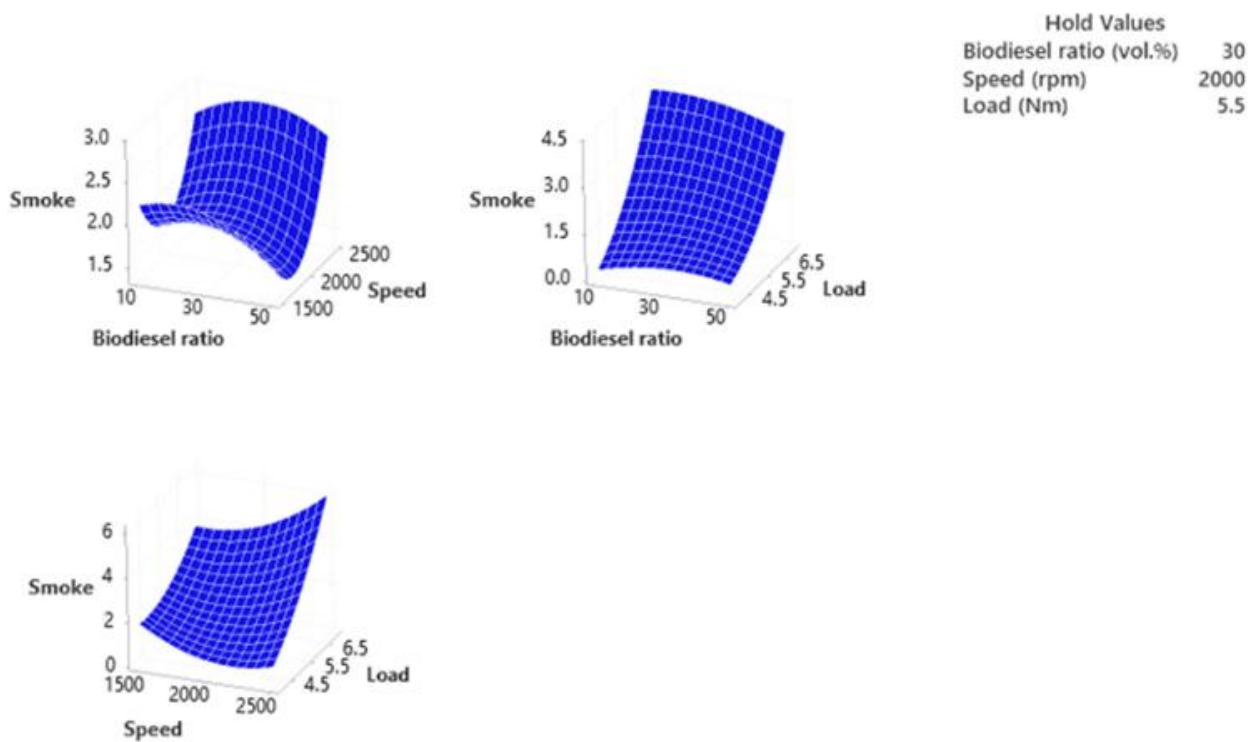 Hold Values
Biodiesel ratio (vol.%) 30
Speed (rpm) 2000
Load (Nm) 5.5
3.0
2.5
Smoke
2.0
1.5
10
30
50
1500
2000
2500
Speed
Biodiesel ratio
4.5
3.0
Smoke
1.5
0.0
10
30
50
4.5
5.5
6.5
Load
Biodiesel ratio
6
4
Smoke
2
0
1500
2000
2500
4.5
5.5
6.5
Load
Speed